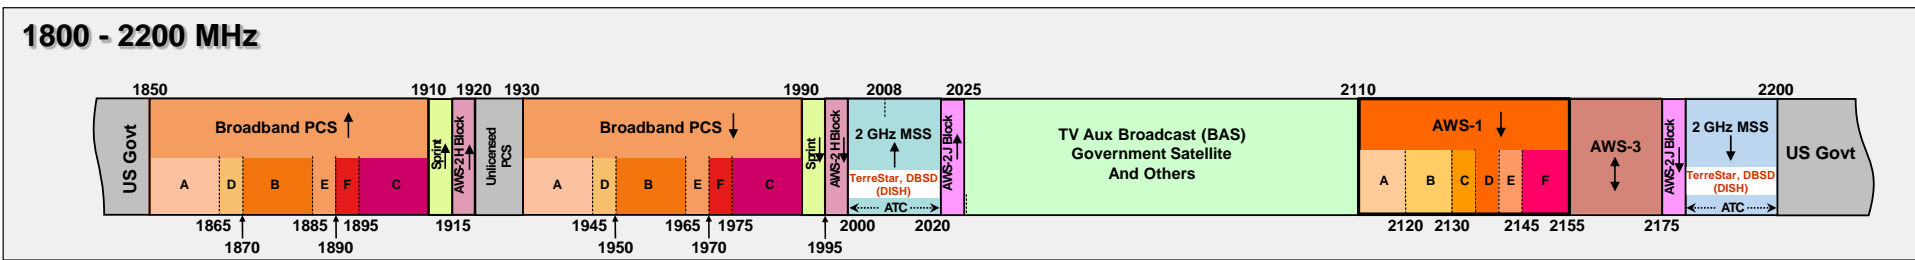 1800 - 2200 MHz
1850 1910 1920 1930 1990 2008 2025 2110 2200
US Govt
Broadband PCS
A D B E F C
Sprint
AWS-2 H Block
Unlicensed
PCS
Broadband PCS
A D B E F C
Sprint
AWS-2 H Block
2 GHz MSS
TerreStar, DBSD
(DISH)
ATC
AWS-2 J Block
TV Aux Broadcast (BAS)
Government Satellite
And Others
AWS-1
A B C D E F
AWS-3
AWS-2 J Block
2 GHz MSS
TerreStar, DBSD
(DISH)
ATC
US Govt
1865 1885 1895 1915 1945 1965 1975 2000 2020 2120 2130 2145 2155 2175
1870 1890 1950 1970 1995